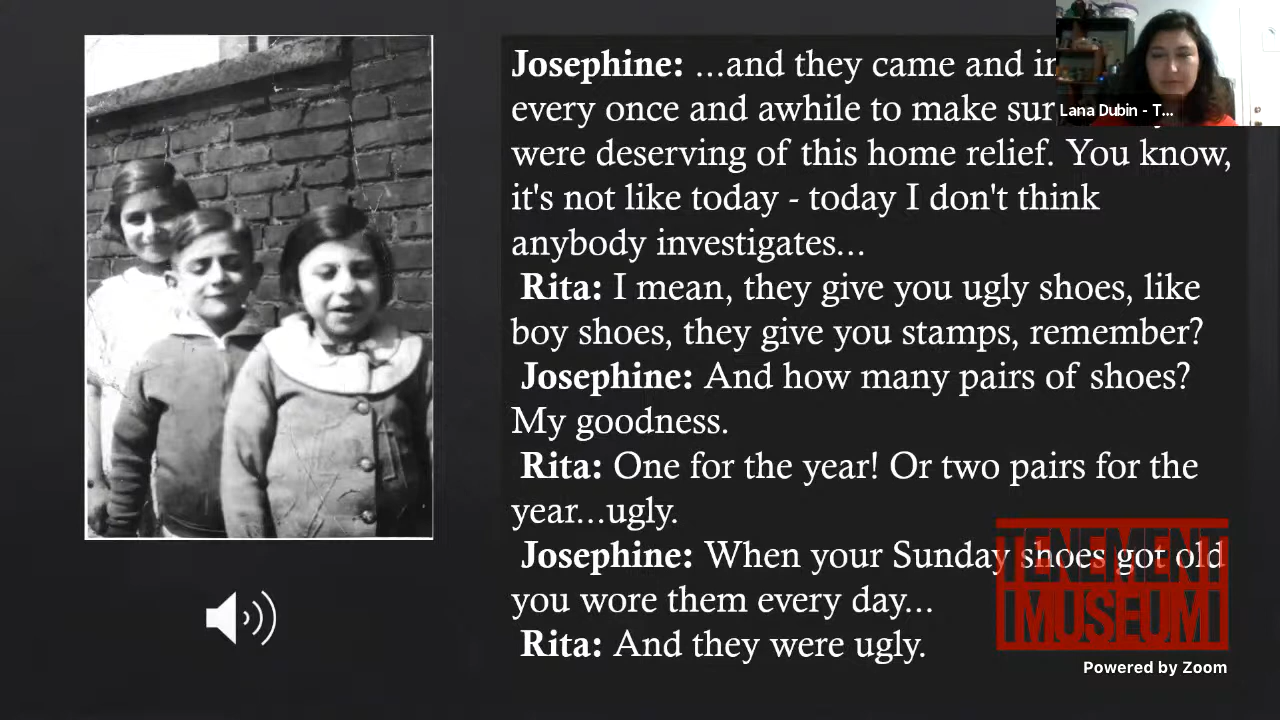 Josephine: ...and they came and
every once and awhile to make
were deserving of this home relief. You know,
it's not like today - today I don't think
anybody investigates...
Rita: I mean, they give you ugly shoes, like
boy shoes, they give you stamps, remember?
Josephine: And how many pairs of shoes?
My goodness.
Rita: One for the year! Or two pairs for the
year...ugly.
Josephine: When your Sunday shoes got old
you wore them every day...
Rita: And they were ugly.
Lana Dubin - T...
TENEMENT
MUSEUM
Powered by Zoom